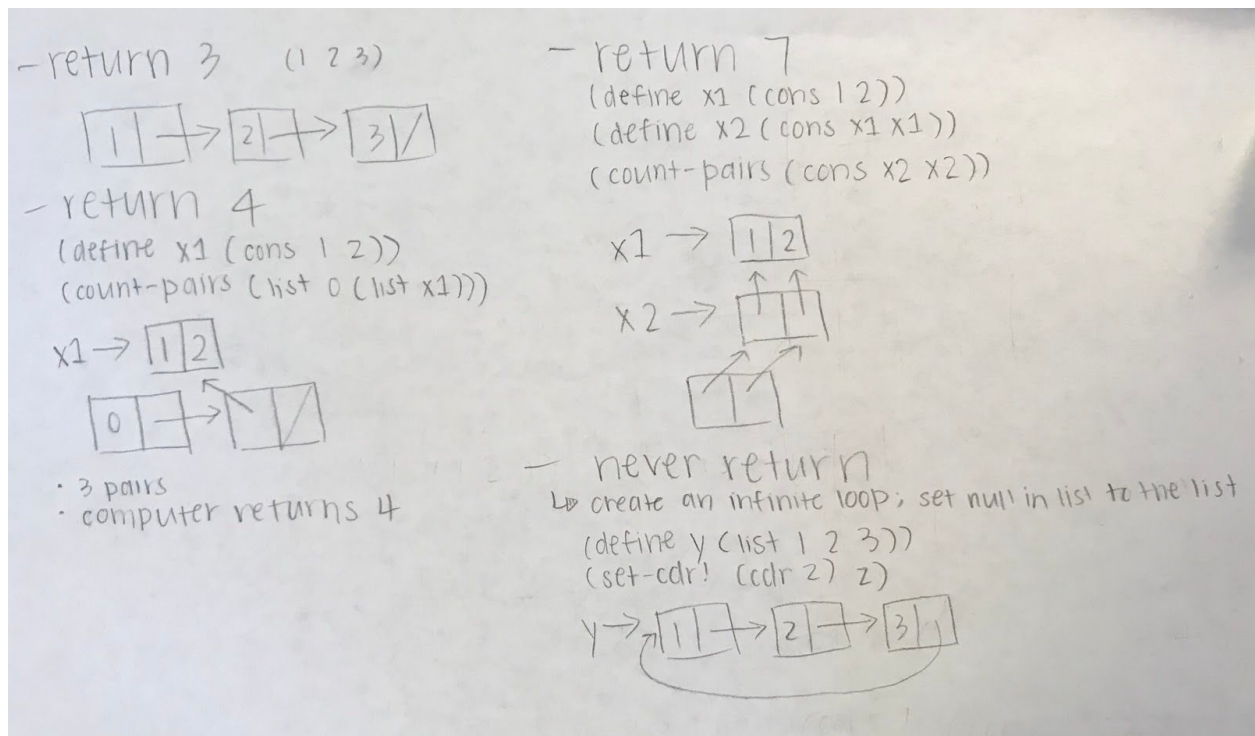 - return 3 (1 2 3)
1 2 3
- return 4
(define x1 (cons 1 2))
(count-pairs (list 0 (list x1)))
x1 → 1 2
0
· 3 pairs
· computer returns 4
- return 7
(define x1 (cons 1 2))
(define x2 (cons x1 x1))
(count-pairs (cons x2 x2))
x1 → 1 2
x2 →
- never return
↳ create an infinite loop; set null in list to the list
(define y (list 1 2 3))
(set-cdr! (cdr 2) 2)
y → 1 2 3